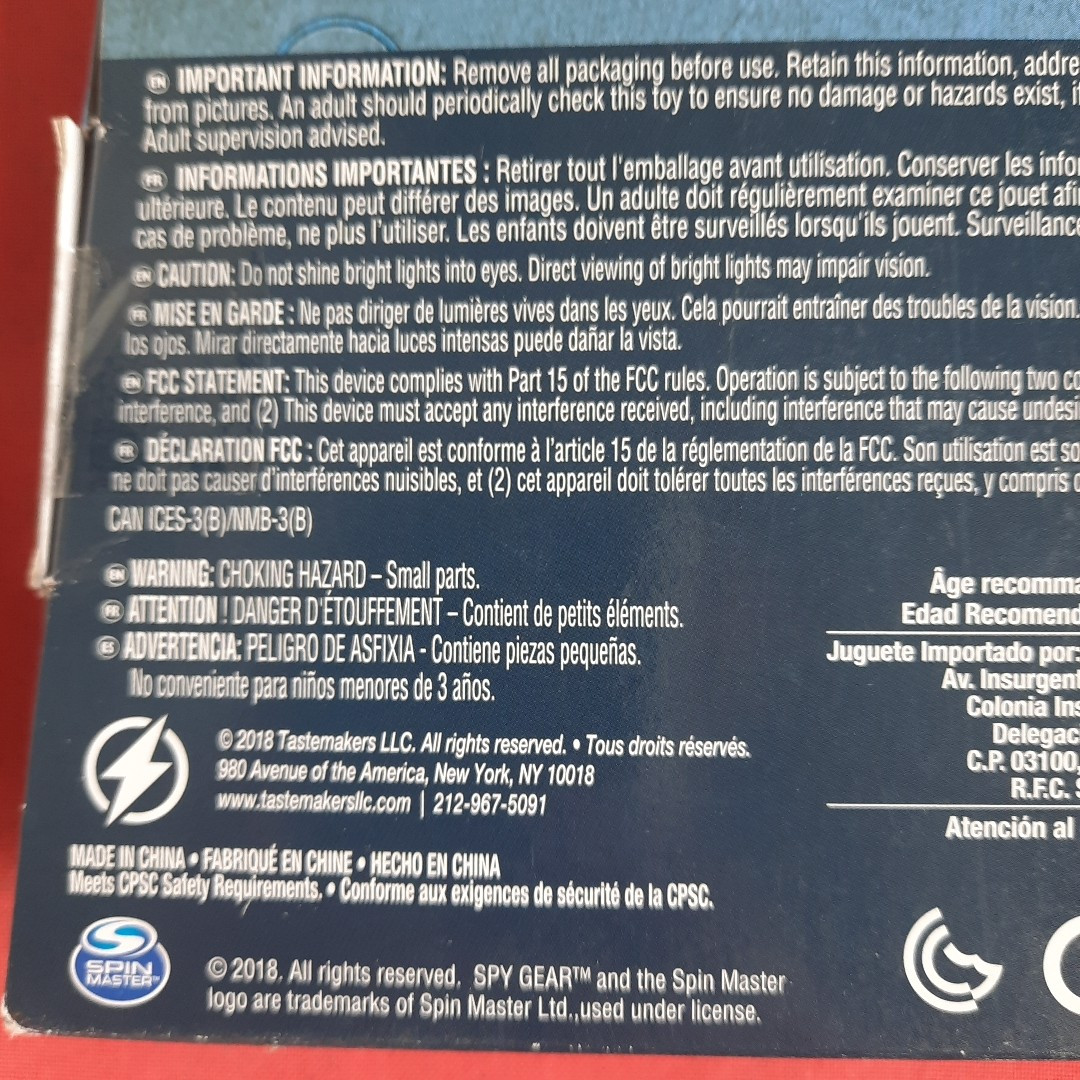 EN IMPORTANT INFORMATION: Remove all packaging before use. Retain this information, addre
from pictures. An adult should periodically check this toy to ensure no damage or hazards exist, if
Adult supervision advised.
FR INFORMATIONS IMPORTANTES : Retirer tout l'emballage avant utilisation. Conserver les infor
ultérieure. Le contenu peut différer des images. Un adulte doit régulièrement examiner ce jouet afi
cas de problème, ne plus l'utiliser. Les enfants doivent être surveillés lorsqu'ils jouent. Surveillance
EN CAUTION: Do not shine bright lights into eyes. Direct viewing of bright lights may impair vision.
FR MISE EN GARDE : Ne pas diriger de lumières vives dans les yeux. Cela pourrait entraîner des troubles de la vision.
los ojos. Mirar directamente hacia luces intensas puede dañar la vista.
EN FCC STATEMENT: This device complies with Part 15 of the FCC rules. Operation is subject to the following two co
interference, and (2) This device must accept any interference received, including interference that may cause undesi
FR DÉCLARATION FCC : Cet appareil est conforme à l'article 15 de la réglementation de la FCC. Son utilisation est so
ne doit pas causer d'interférences nuisibles, et (2) cet appareil doit tolérer toutes les interférences reçues, y compris
CAN ICES-3(B)/NMB-3(B)
EN WARNING: CHOKING HAZARD – Small parts.
FR ATTENTION ! DANGER D'ÉTOUFFEMENT – Contient de petits éléments.
ES ADVERTENCIA: PELIGRO DE ASFIXIA - Contiene piezas pequeñas.
No conveniente para niños menores de 3 años.
© 2018 Tastemakers LLC. All rights reserved. • Tous droits réservés.
980 Avenue of the America, New York, NY 10018
www.tastemakersllc.com | 212-967-5091
MADE IN CHINA • FABRIQUÉ EN CHINE • HECHO EN CHINA
Meets CPSC Safety Requirements. • Conforme aux exigences de sécurité de la CPSC.
SPIN
MASTER™
© 2018. All rights reserved. SPY GEAR™ and the Spin Master
logo are trademarks of Spin Master Ltd.,used under license.
Âge recomma
Edad Recomend
Juguete Importado por:
Av. Insurgent
Colonia Ins
Delegac
C.P. 03100,
R.F.C. S
Atención al